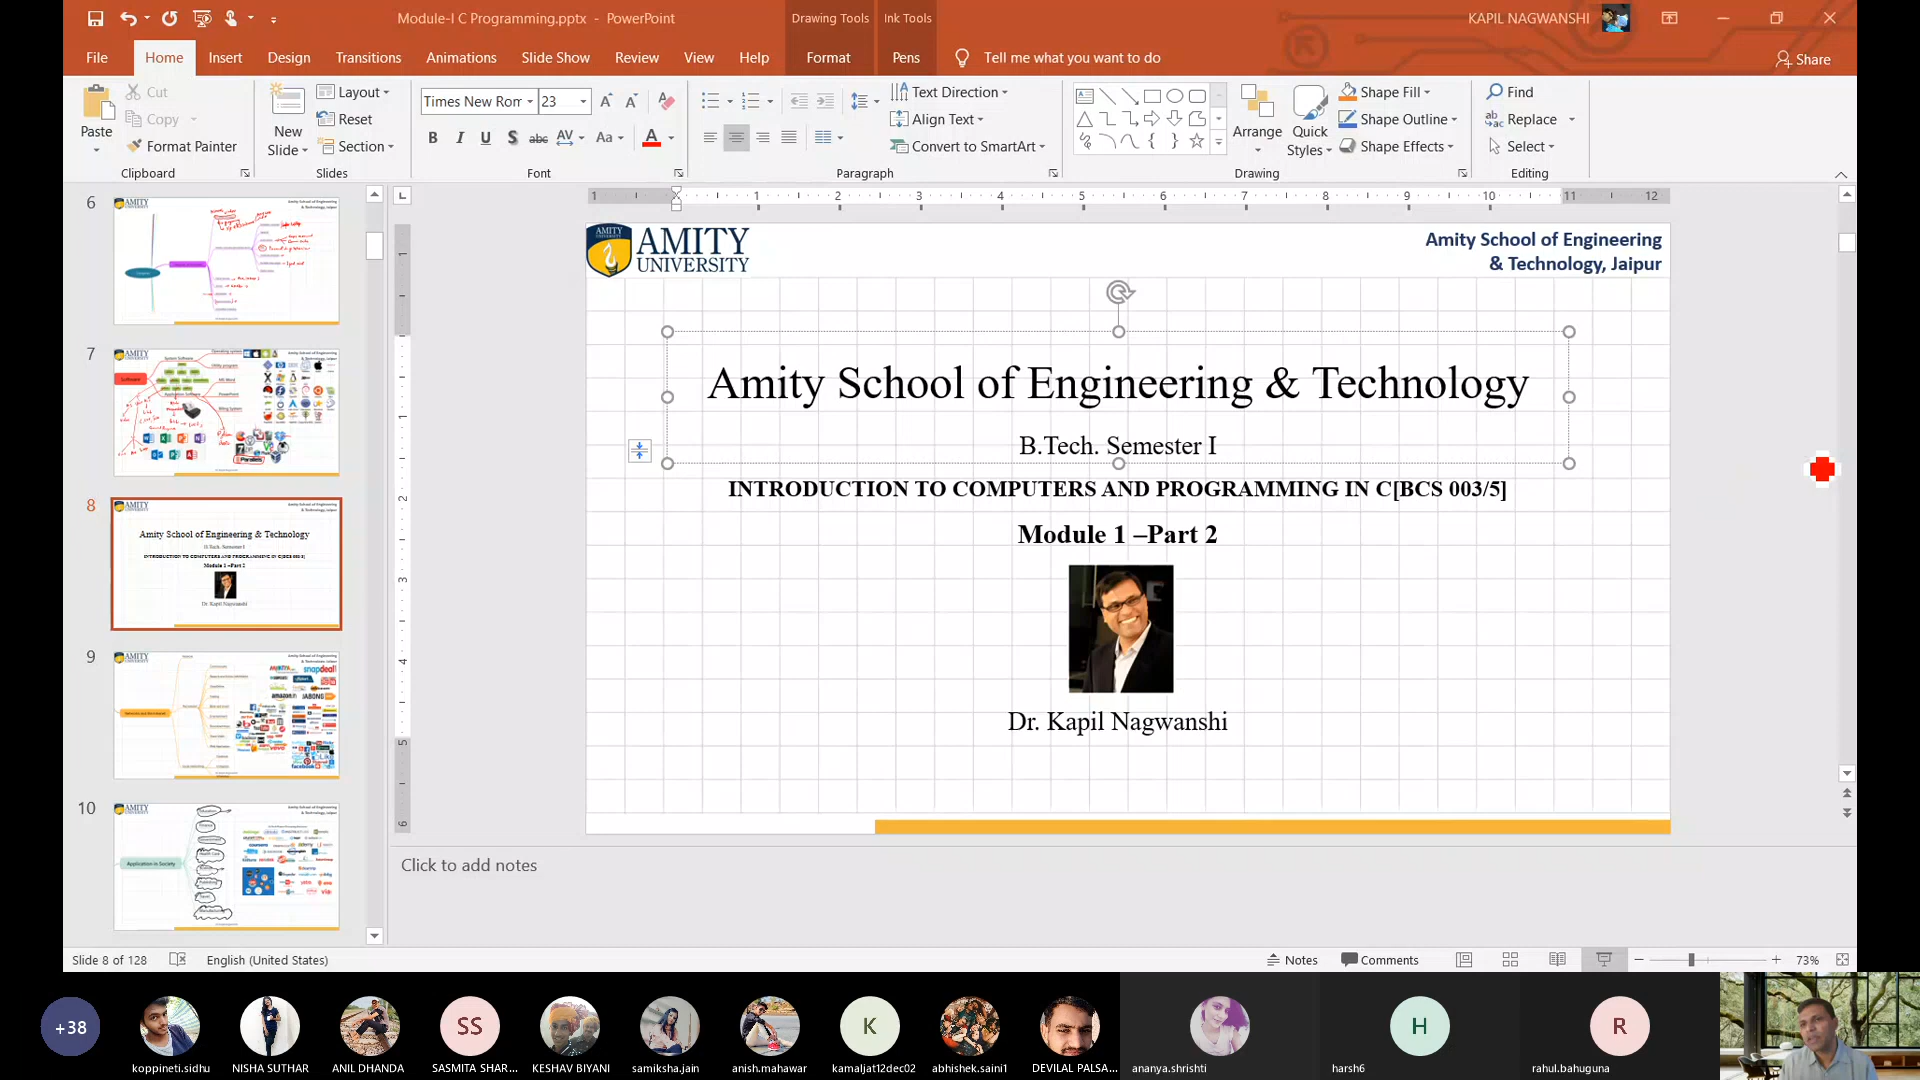 Module-I C Programming.pptx - PowerPoint
Drawing Tools
Ink Tools
KAPIL NAGWANSHI
File
Home
Insert
Design
Transitions
Animations
Slide Show
Review
View
Help
Format
Pens
Tell me what you want to do
Share
Paste
Cut
Copy
Format Painter
Clipboard
New
Slide
Layout
Reset
Section
Slides
Times New Ror
23
Font
Text Direction
Align Text
Convert to SmartArt
Paragraph
Arrange
Quick
Styles
Shape Fill
Shape Outline
Shape Effects
Drawing
Find
Replace
Select
Editing
6
7
8
9
10
AMITY
UNIVERSITY
Amity School of Engineering
& Technology, Jaipur
Amity School of Engineering & Technology
B.Tech. Semester I
INTRODUCTION TO COMPUTERS AND PROGRAMMING IN C[BCS 003/5]
Module 1 –Part 2
Dr. Kapil Nagwanshi
Click to add notes
Slide 8 of 128
English (United States)
Notes
Comments
73%
+38
koppineti.sidhu
NISHA SUTHAR
ANIL DHANDA
SS
SASMITA SHAR...
KESHAV BIYANI
samiksha.jain
anish.mahawar
K
kamaljat12dec02
abhishek.saini1
DEVILAL PALSA...
ananya.shrishti
H
harsh6
R
rahul.bahuguna